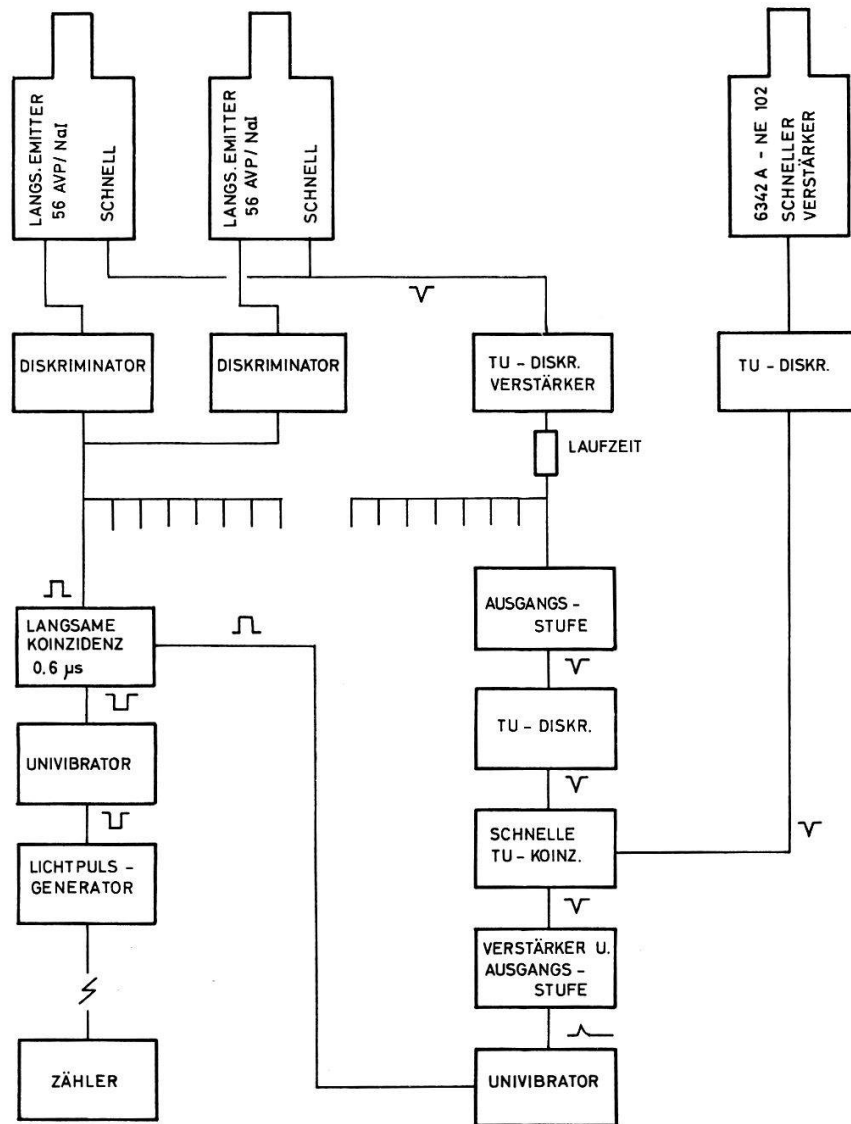 LANGS. EMITTER
56 AVP / NaI
SCHNELL
LANGS. EMITTER
56 AVP / NaI
SCHNELL
6342 A - NE 102
SCHNELLER
VERSTÄRKER
DISKRIMINATOR
DISKRIMINATOR
TU - DISKR.
VERSTÄRKER
TU - DISKR.
LAUFZEIT
AUSGANGS -
STUFE
LANGSAME
KOINZIDENZ
0.6 µs
TU - DISKR.
UNIVIBRATOR
SCHNELLE
TU - KOINZ.
LICHTPULS -
GENERATOR
VERSTÄRKER U.
AUSGANGS -
STUFE
ZÄHLER
UNIVIBRATOR